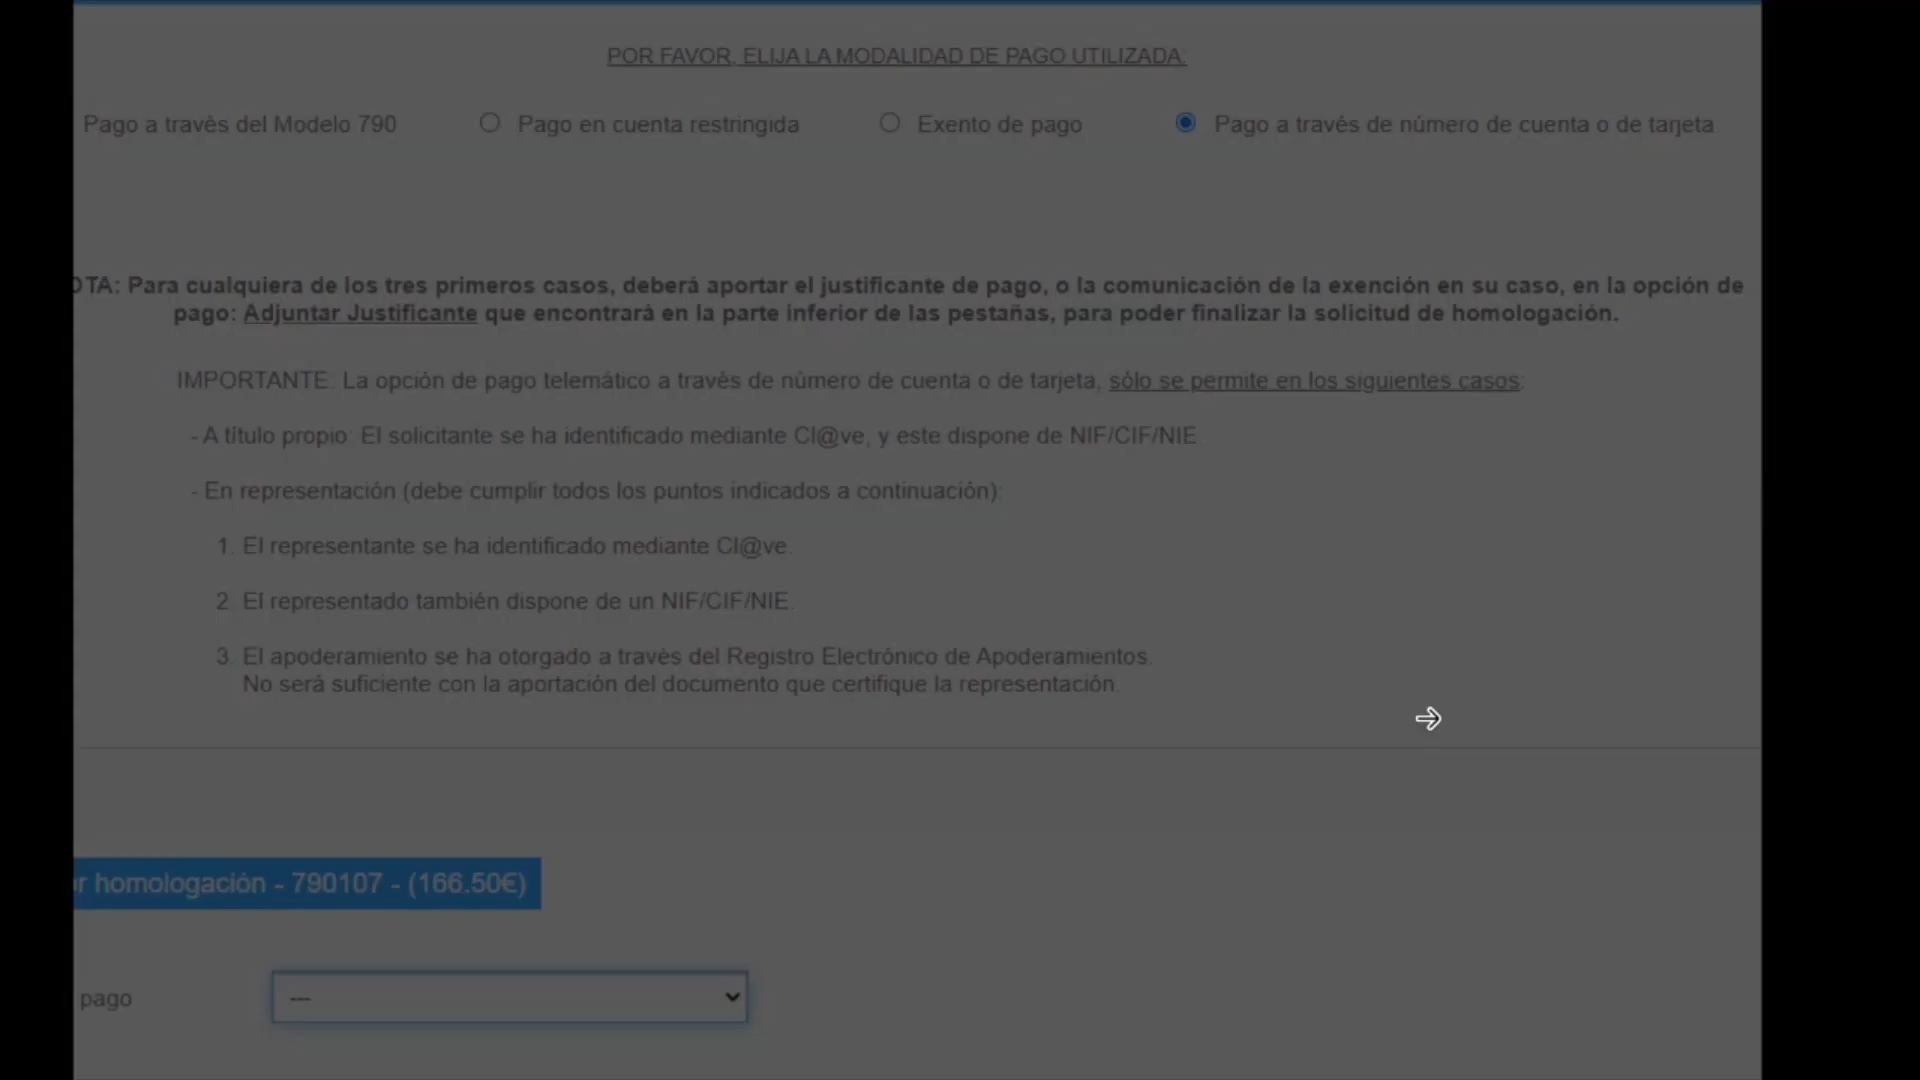 POR FAVOR, ELIJA LA MODALIDAD DE PAGO UTILIZADA:
Pago a través del Modelo 790 Pago en cuenta restringida Exento de pago Pago a través de número de cuenta o de tarjeta
OTA: Para cualquiera de los tres primeros casos, deberá aportar el justificante de pago, o la comunicación de la exención en su caso, en la opción de
pago: Adjuntar Justificante que encontrará en la parte inferior de las pestañas, para poder finalizar la solicitud de homologación.
IMPORTANTE: La opción de pago telemático a través de número de cuenta o de tarjeta, sólo se permite en los siguientes casos:
- A título propio: El solicitante se ha identificado mediante Cl@ve, y este dispone de NIF/CIF/NIE
- En representación (debe cumplir todos los puntos indicados a continuación):
1. El representante se ha identificado mediante Cl@ve.
2. El representado también dispone de un NIF/CIF/NIE.
3. El apoderamiento se ha otorgado a través del Registro Electrónico de Apoderamientos.
No será suficiente con la aportación del documento que certifique la representación.
or homologación - 790107 - (166.50€)
pago ---